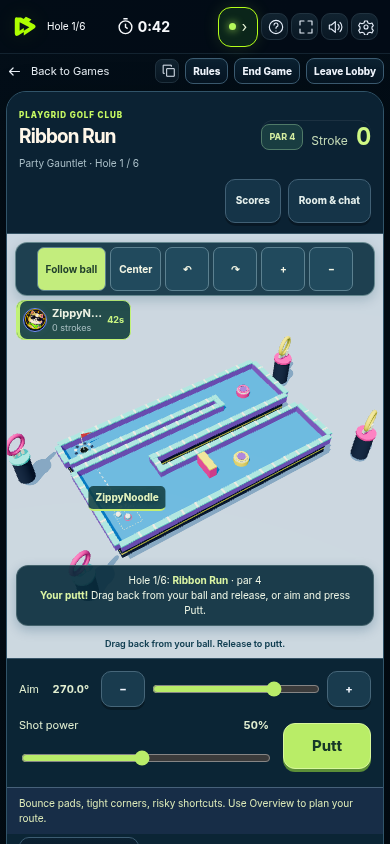 Hole 1/6
0:42
›
Back to Games
Rules
End Game
Leave Lobby
PLAYGRID GOLF CLUB
Ribbon Run
PAR 4
Stroke 0
Party Gauntlet · Hole 1 / 6
Scores
Room & chat
Follow ball
Center
↶
↷
+
−
ZippyN...
42s
0 strokes
ZippyNoodle
Hole 1/6: Ribbon Run · par 4
Your putt! Drag back from your ball and release, or aim and press
Putt.
Drag back from your ball. Release to putt.
Aim
270.0°
−
+
Shot power
50%
Putt
Bounce pads, tight corners, risky shortcuts. Use Overview to plan your
route.